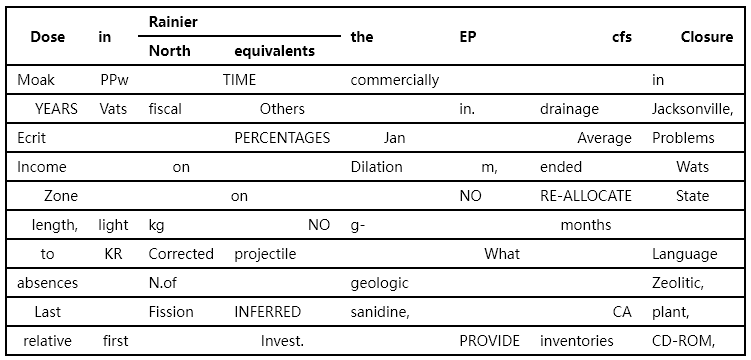 Rainier
Dose in the EP cfs Closure
North equivalents
Moak PPw TIME commercially in
YEARS Vats fiscal Others in. drainage Jacksonville,
Ecrit PERCENTAGES Jan Average Problems
Income on Dilation m, ended Wats
Zone on NO RE-ALLOCATE State
length, light kg NO g- months
to KR Corrected projectile What Language
absences N.of geologic Zeolitic,
Last Fission INFERRED sanidine, CA plant,
relative first Invest. PROVIDE inventories CD-ROM,